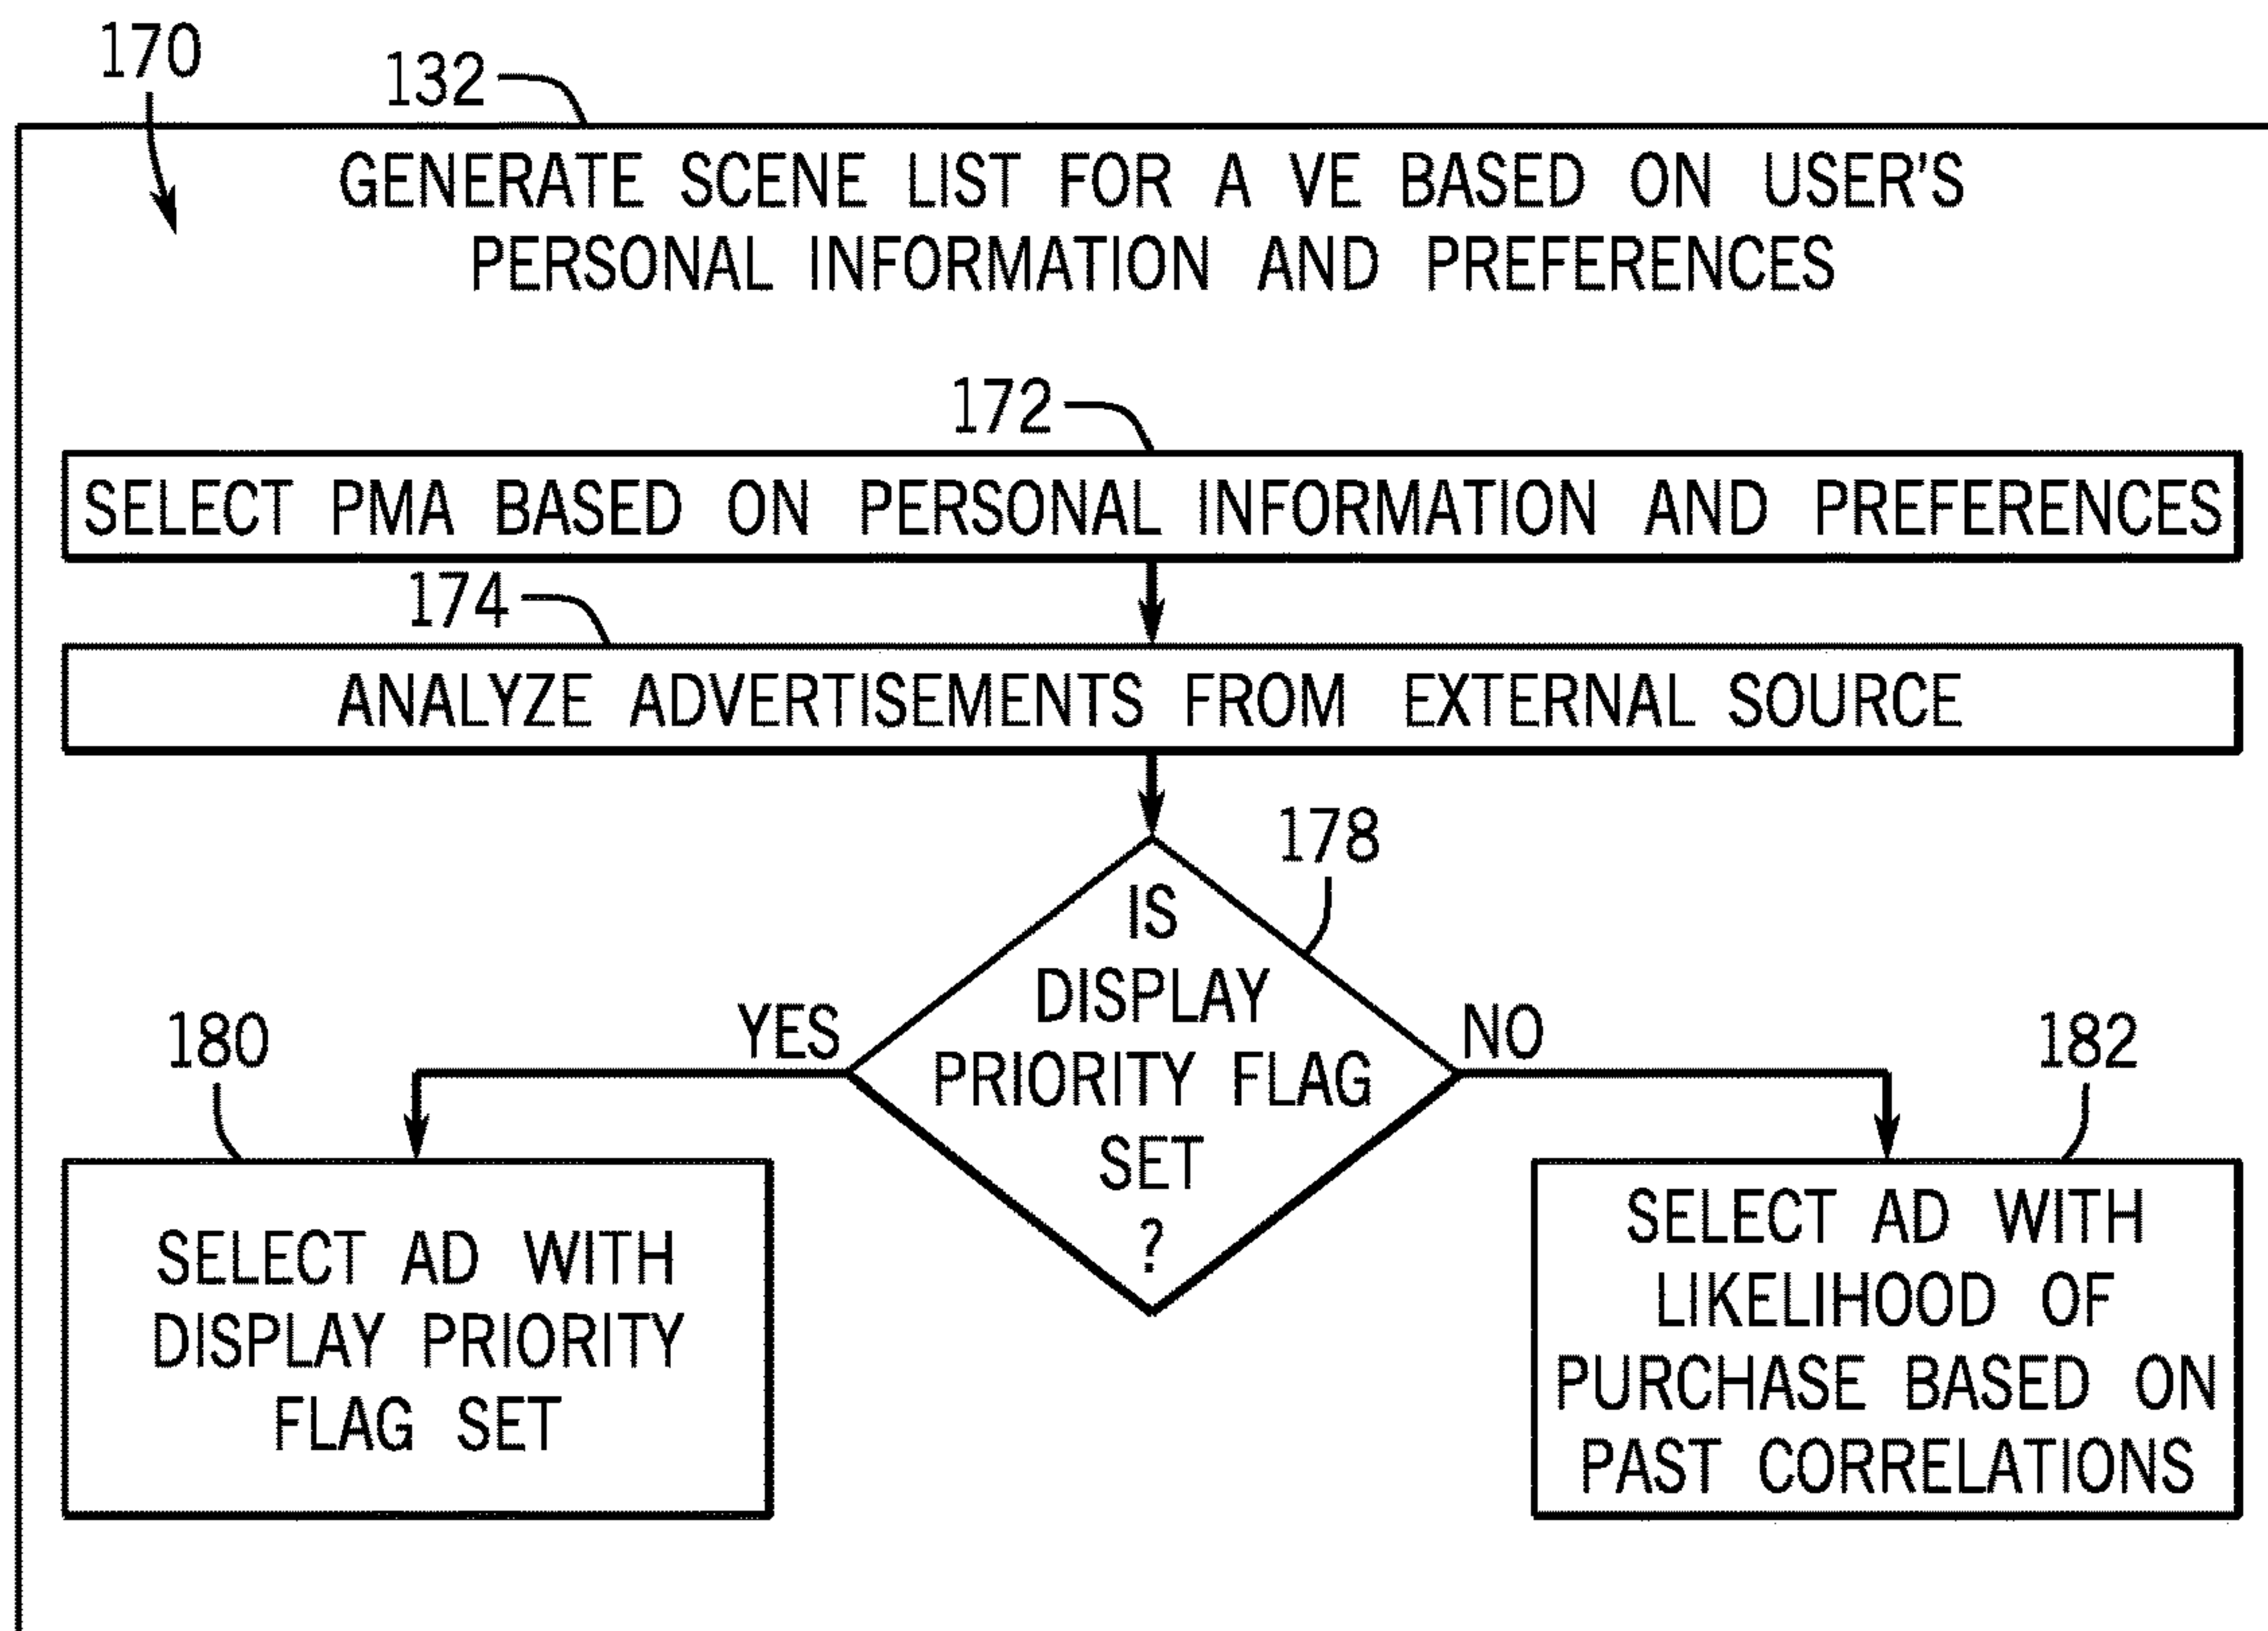 170
132
GENERATE SCENE LIST FOR A VE BASED ON USER'S
PERSONAL INFORMATION AND PREFERENCES
172
SELECT PMA BASED ON PERSONAL INFORMATION AND PREFERENCES
174
ANALYZE ADVERTISEMENTS FROM EXTERNAL SOURCE
178
IS
DISPLAY
PRIORITY FLAG
SET
?
YES
NO
180
SELECT AD WITH
DISPLAY PRIORITY
FLAG SET
182
SELECT AD WITH
LIKELIHOOD OF
PURCHASE BASED ON
PAST CORRELATIONS